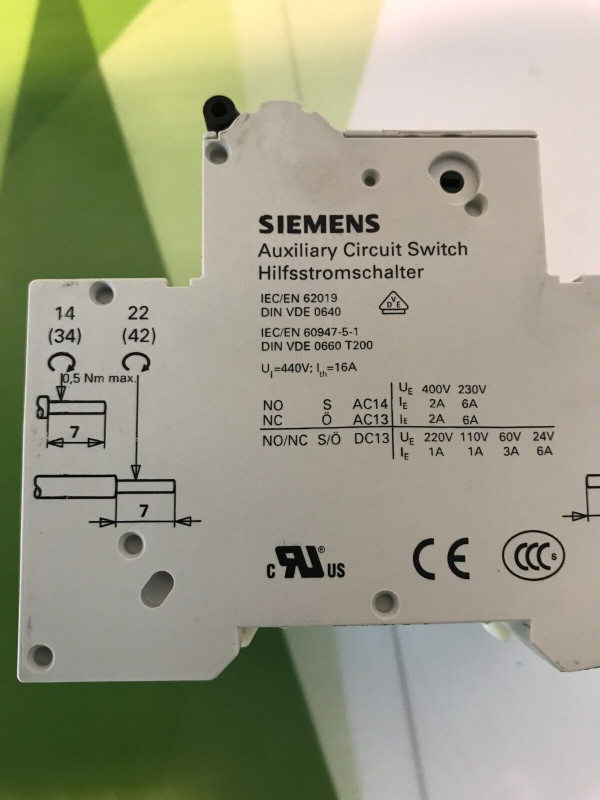 SIEMENS
Auxiliary Circuit Switch
Hilfsstromschalter
IEC/EN 62019
DIN VDE 0640
VDE
IEC/EN 60947-5-1
DIN VDE 0660 T200
Ui=440V; Ith=16A
14 22
(34) (42)
0,5 Nm max.
7
7
UE 400V 230V
NO S AC14 IE 2A 6A
NC Ö AC13 IE 2A 6A
NO/NC S/Ö DC13 UE 220V 110V 60V 24V
IE 1A 1A 3A 6A
c RU ® US
CE
CCC S